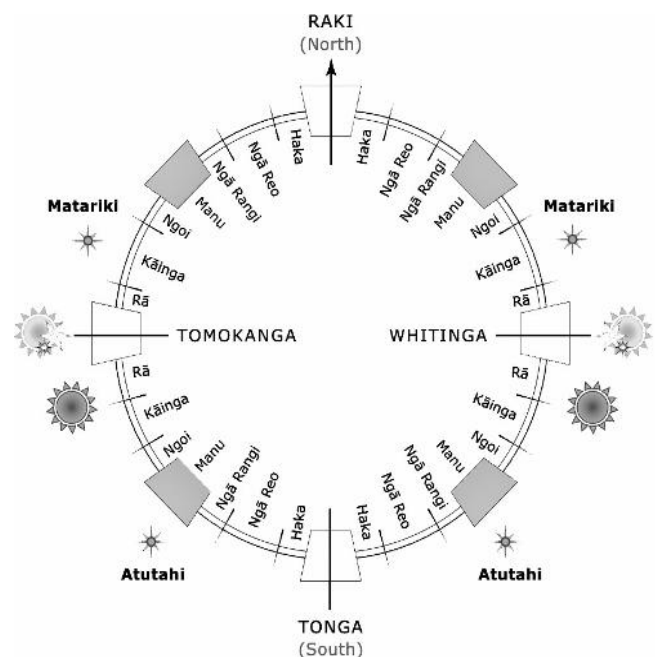 RAKI
(North)
Haka
Haka
Ngā Reo
Ngā Reo
Ngā Rangi
Ngā Rangi
Manu
Manu
Matariki
Matariki
Ngoi
Ngoi
Kāinga
Kāinga
Rā
Rā
TOMOKANGA
WHITINGA
Rā
Rā
Kāinga
Kāinga
Ngoi
Ngoi
Manu
Manu
Ngā Rangi
Ngā Rangi
Ngā Reo
Ngā Reo
Haka
Haka
Atutahi
Atutahi
TONGA
(South)